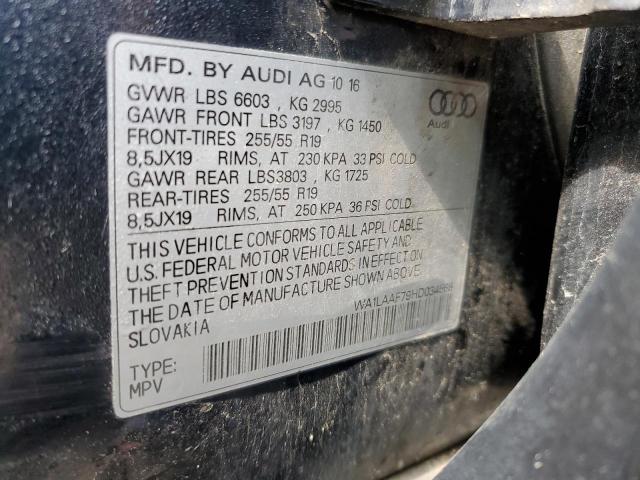 MFD. BY AUDI AG 10 16
GVWR LBS 6603 , KG 2995
GAWR FRONT LBS 3197 , KG 1450
FRONT-TIRES 255/55 R19
8,5JX19 RIMS, AT 230 KPA 33 PSI COLD
GAWR REAR LBS3803 , KG 1725
REAR-TIRES 255/55 R19
8,5JX19 RIMS, AT 250 KPA 36 PSI COLD
Audi
THIS VEHICLE CONFORMS TO ALL APPLICABLE
U.S. FEDERAL MOTOR VEHICLE SAFETY AND
THEFT PREVENTION STANDARDS IN EFFECT ON
THE DATE OF MANUFACTURE SHOWN ABOVE.
SLOVAKIA
TYPE:
MPV